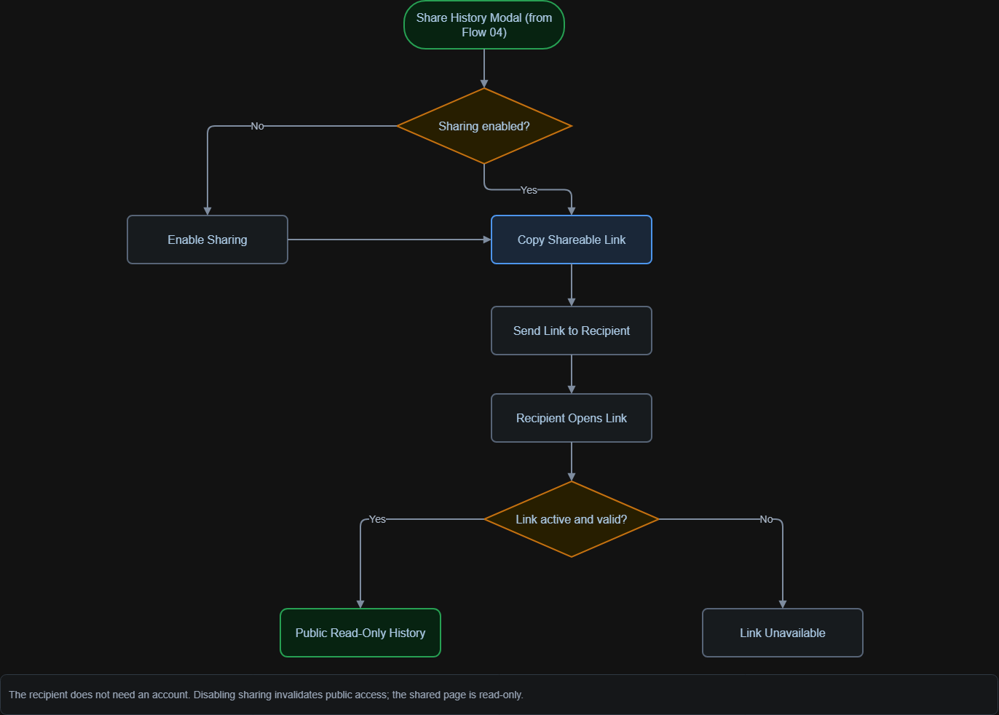 Share History Modal (from
Flow 04)
Sharing enabled?
No
Yes
Enable Sharing
Copy Shareable Link
Send Link to Recipient
Recipient Opens Link
Link active and valid?
Yes
No
Public Read-Only History
Link Unavailable
The recipient does not need an account. Disabling sharing invalidates public access; the shared page is read-only.